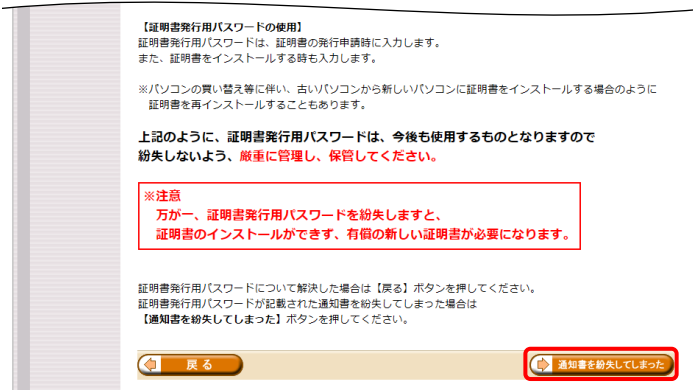 【証明書発行用パスワードの使用】
証明書発行用パスワードは、証明書の発行申請時に入力します。
また、証明書をインストールする時も入力します。
※パソコンの買い替え等に伴い、古いパソコンから新しいパソコンに証明書をインストールする場合のように
証明書を再インストールすることもあります。
上記のように、証明書発行用パスワードは、今後も使用するものとなりますので
紛失しないよう、厳重に管理し、保管してください。
※注意
万が一、証明書発行用パスワードを紛失しますと、
証明書のインストールができず、有償の新しい証明書が必要になります。
証明書発行用パスワードについて解決した場合は【戻る】ボタンを押してください。
証明書発行用パスワードが記載された通知書を紛失してしまった場合は
【通知書を紛失してしまった】ボタンを押してください。
戻る
通知書を紛失してしまった